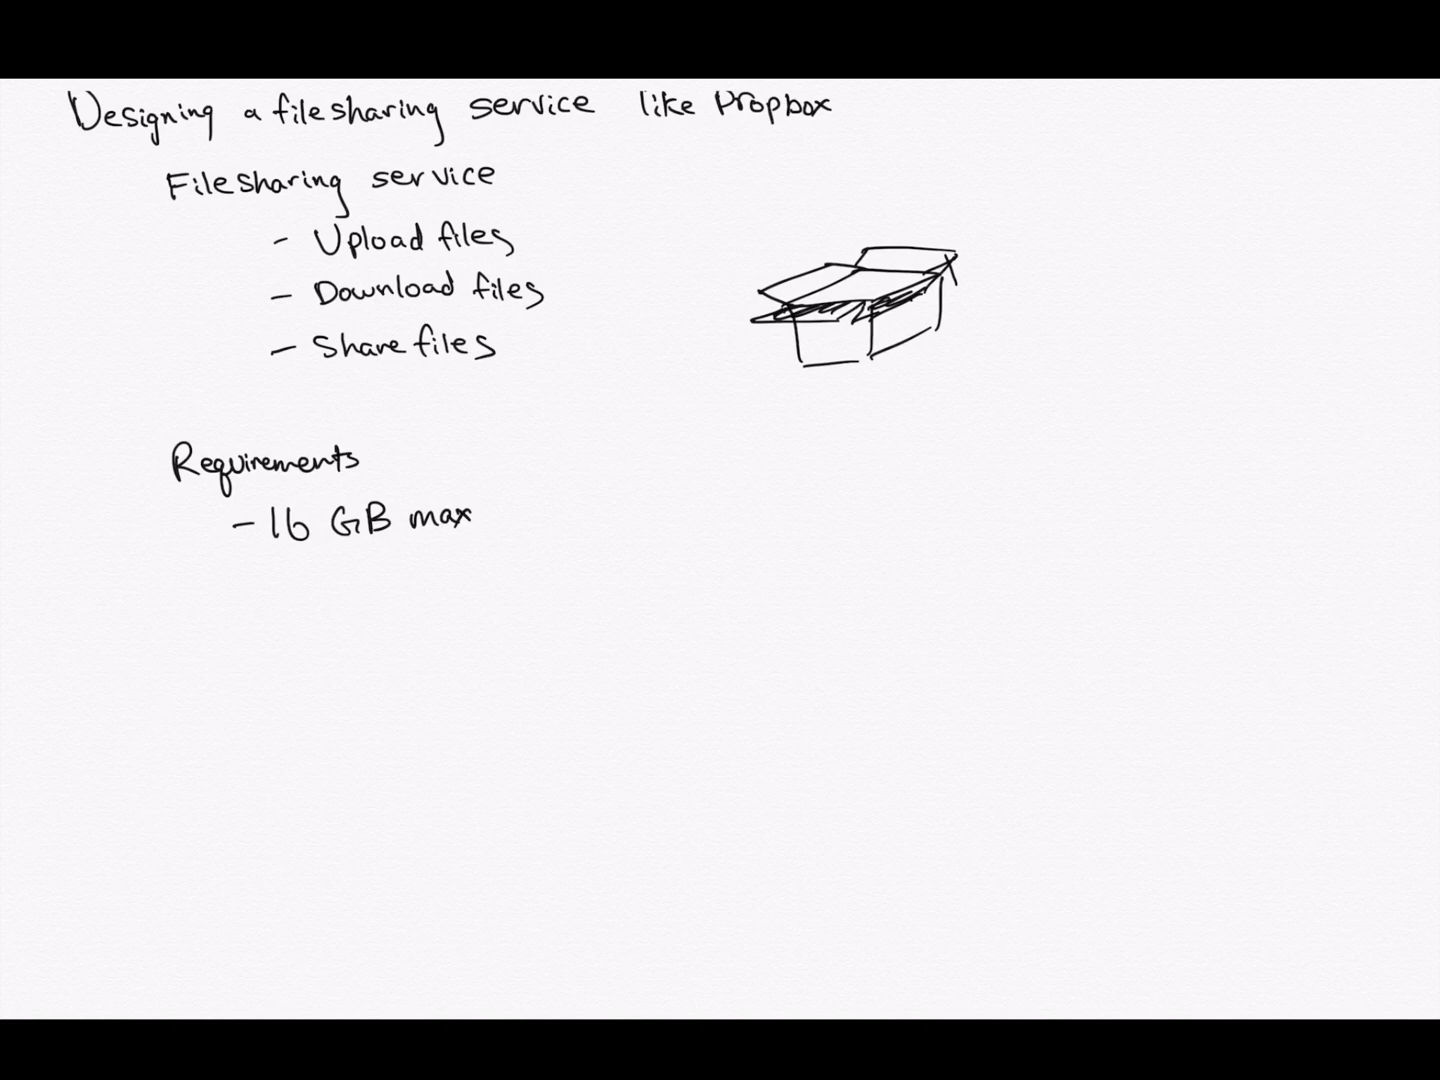 Designing a filesharing service like Dropbox
Filesharing service
- Upload files
- Download files
- Share files
Requirements
- 16 GB max